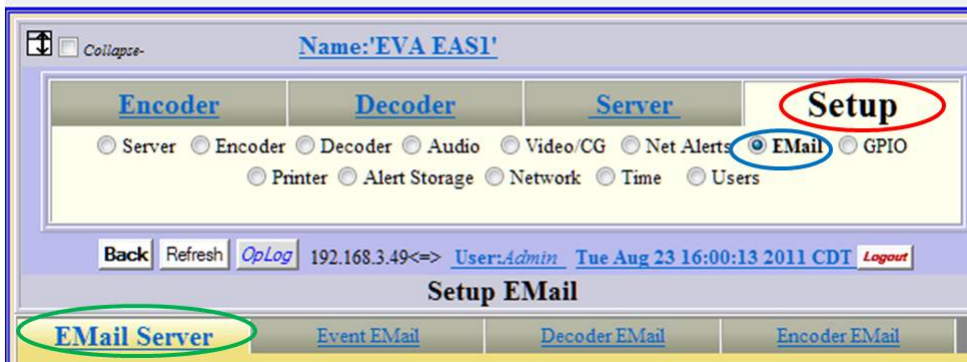 Collapse- Name:'EVA EAS1'
Encoder Decoder Server Setup
Server Encoder Decoder Audio Video/CG Net Alerts EMail GPIO
Printer Alert Storage Network Time Users
Back Refresh OpLog 192.168.3.49<=> User:Admin Tue Aug 23 16:00:13 2011 CDT Logout
Setup EMail
EMail Server Event EMail Decoder EMail Encoder EMail